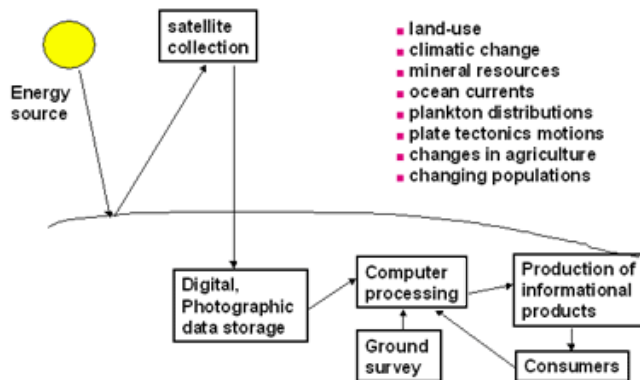 satellite
collection
Energy
source
land-use
climatic change
mineral resources
ocean currents
plankton distributions
plate tectonics motions
changes in agriculture
changing populations
Digital,
Photographic
data storage
Computer
processing
Production of
informational
products
Ground
survey
Consumers